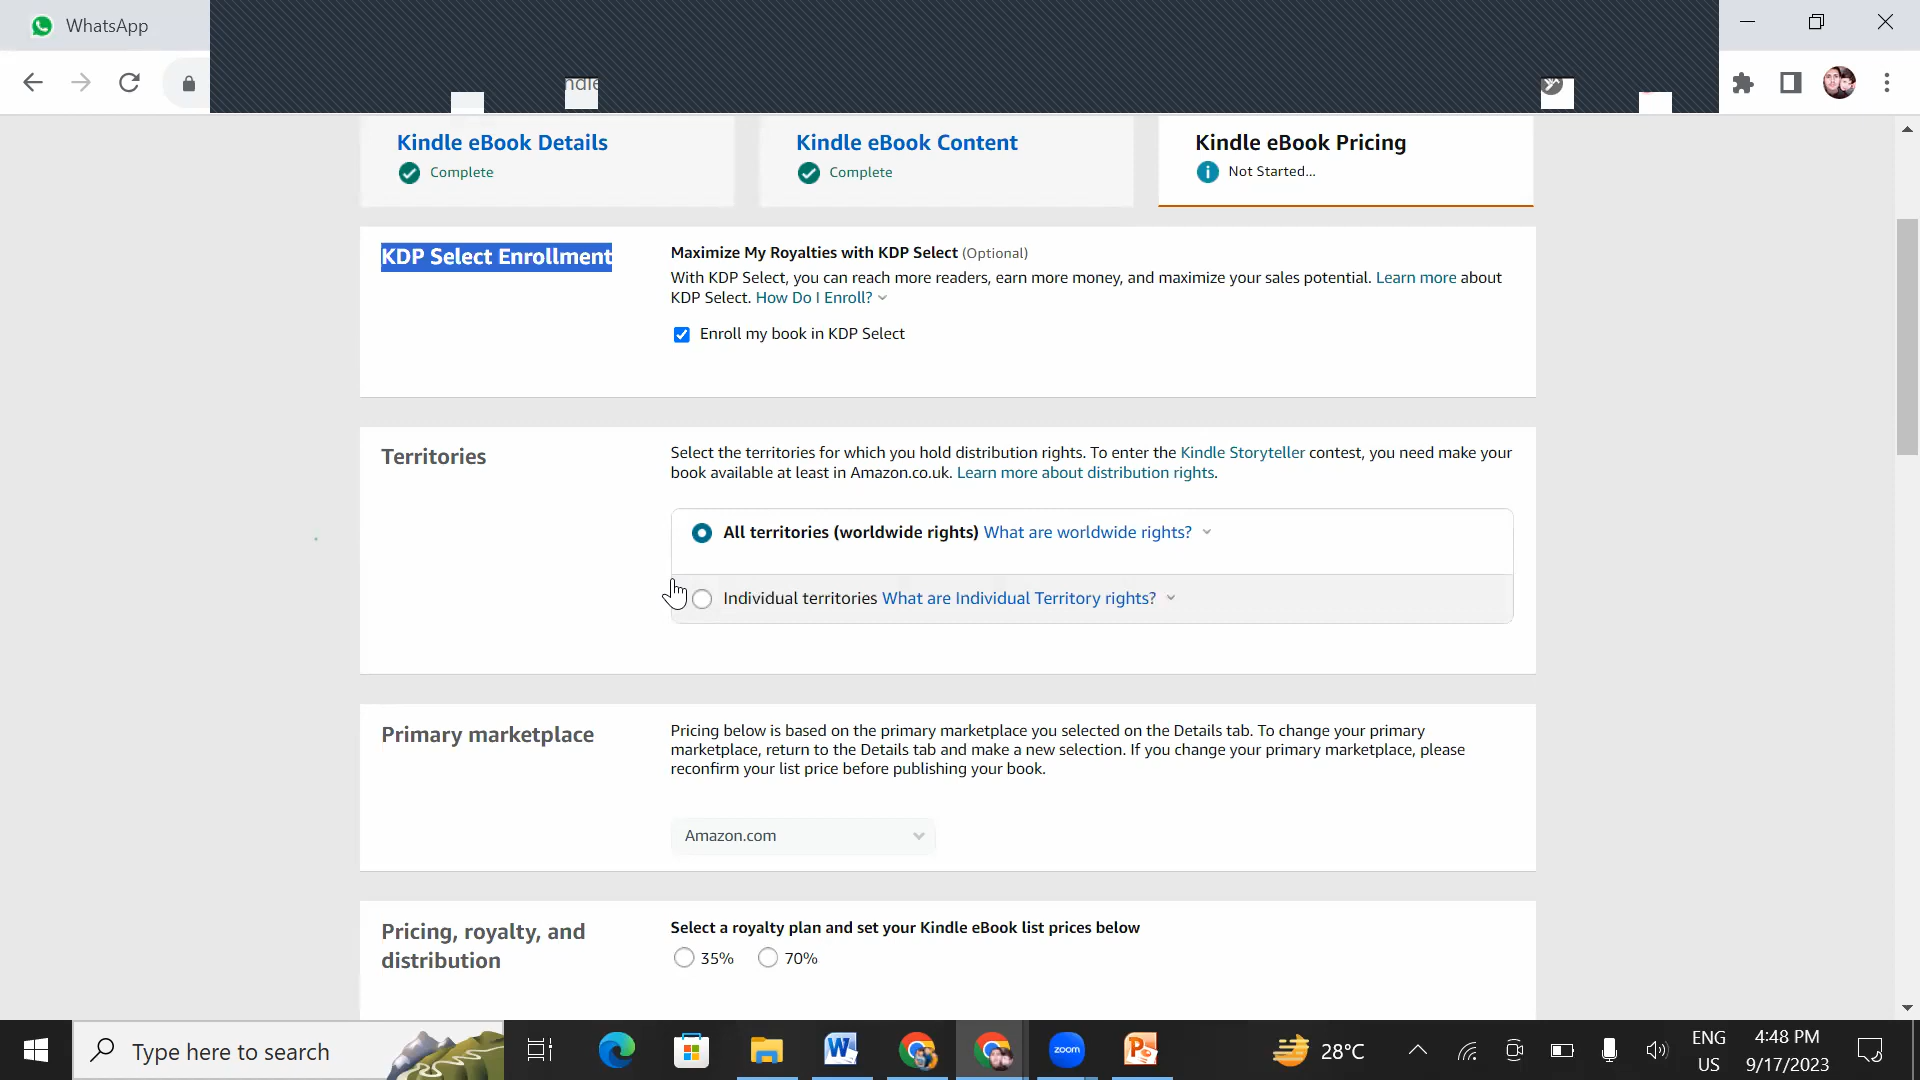 WhatsApp
ndle
Kindle eBook Details
Complete
Kindle eBook Content
Complete
Kindle eBook Pricing
Not Started...
KDP Select Enrollment
Maximize My Royalties with KDP Select (Optional)
With KDP Select, you can reach more readers, earn more money, and maximize your sales potential. Learn more about
KDP Select. How Do I Enroll?
Enroll my book in KDP Select
Territories
Select the territories for which you hold distribution rights. To enter the Kindle Storyteller contest, you need make your
book available at least in Amazon.co.uk. Learn more about distribution rights.
All territories (worldwide rights) What are worldwide rights?
Individual territories What are Individual Territory rights?
Primary marketplace
Pricing below is based on the primary marketplace you selected on the Details tab. To change your primary
marketplace, return to the Details tab and make a new selection. If you change your primary marketplace, please
reconfirm your list price before publishing your book.
Amazon.com
Pricing, royalty, and
distribution
Select a royalty plan and set your Kindle eBook list prices below
35% 70%
Type here to search
zoom
28°C
ENG
US
4:48 PM
9/17/2023